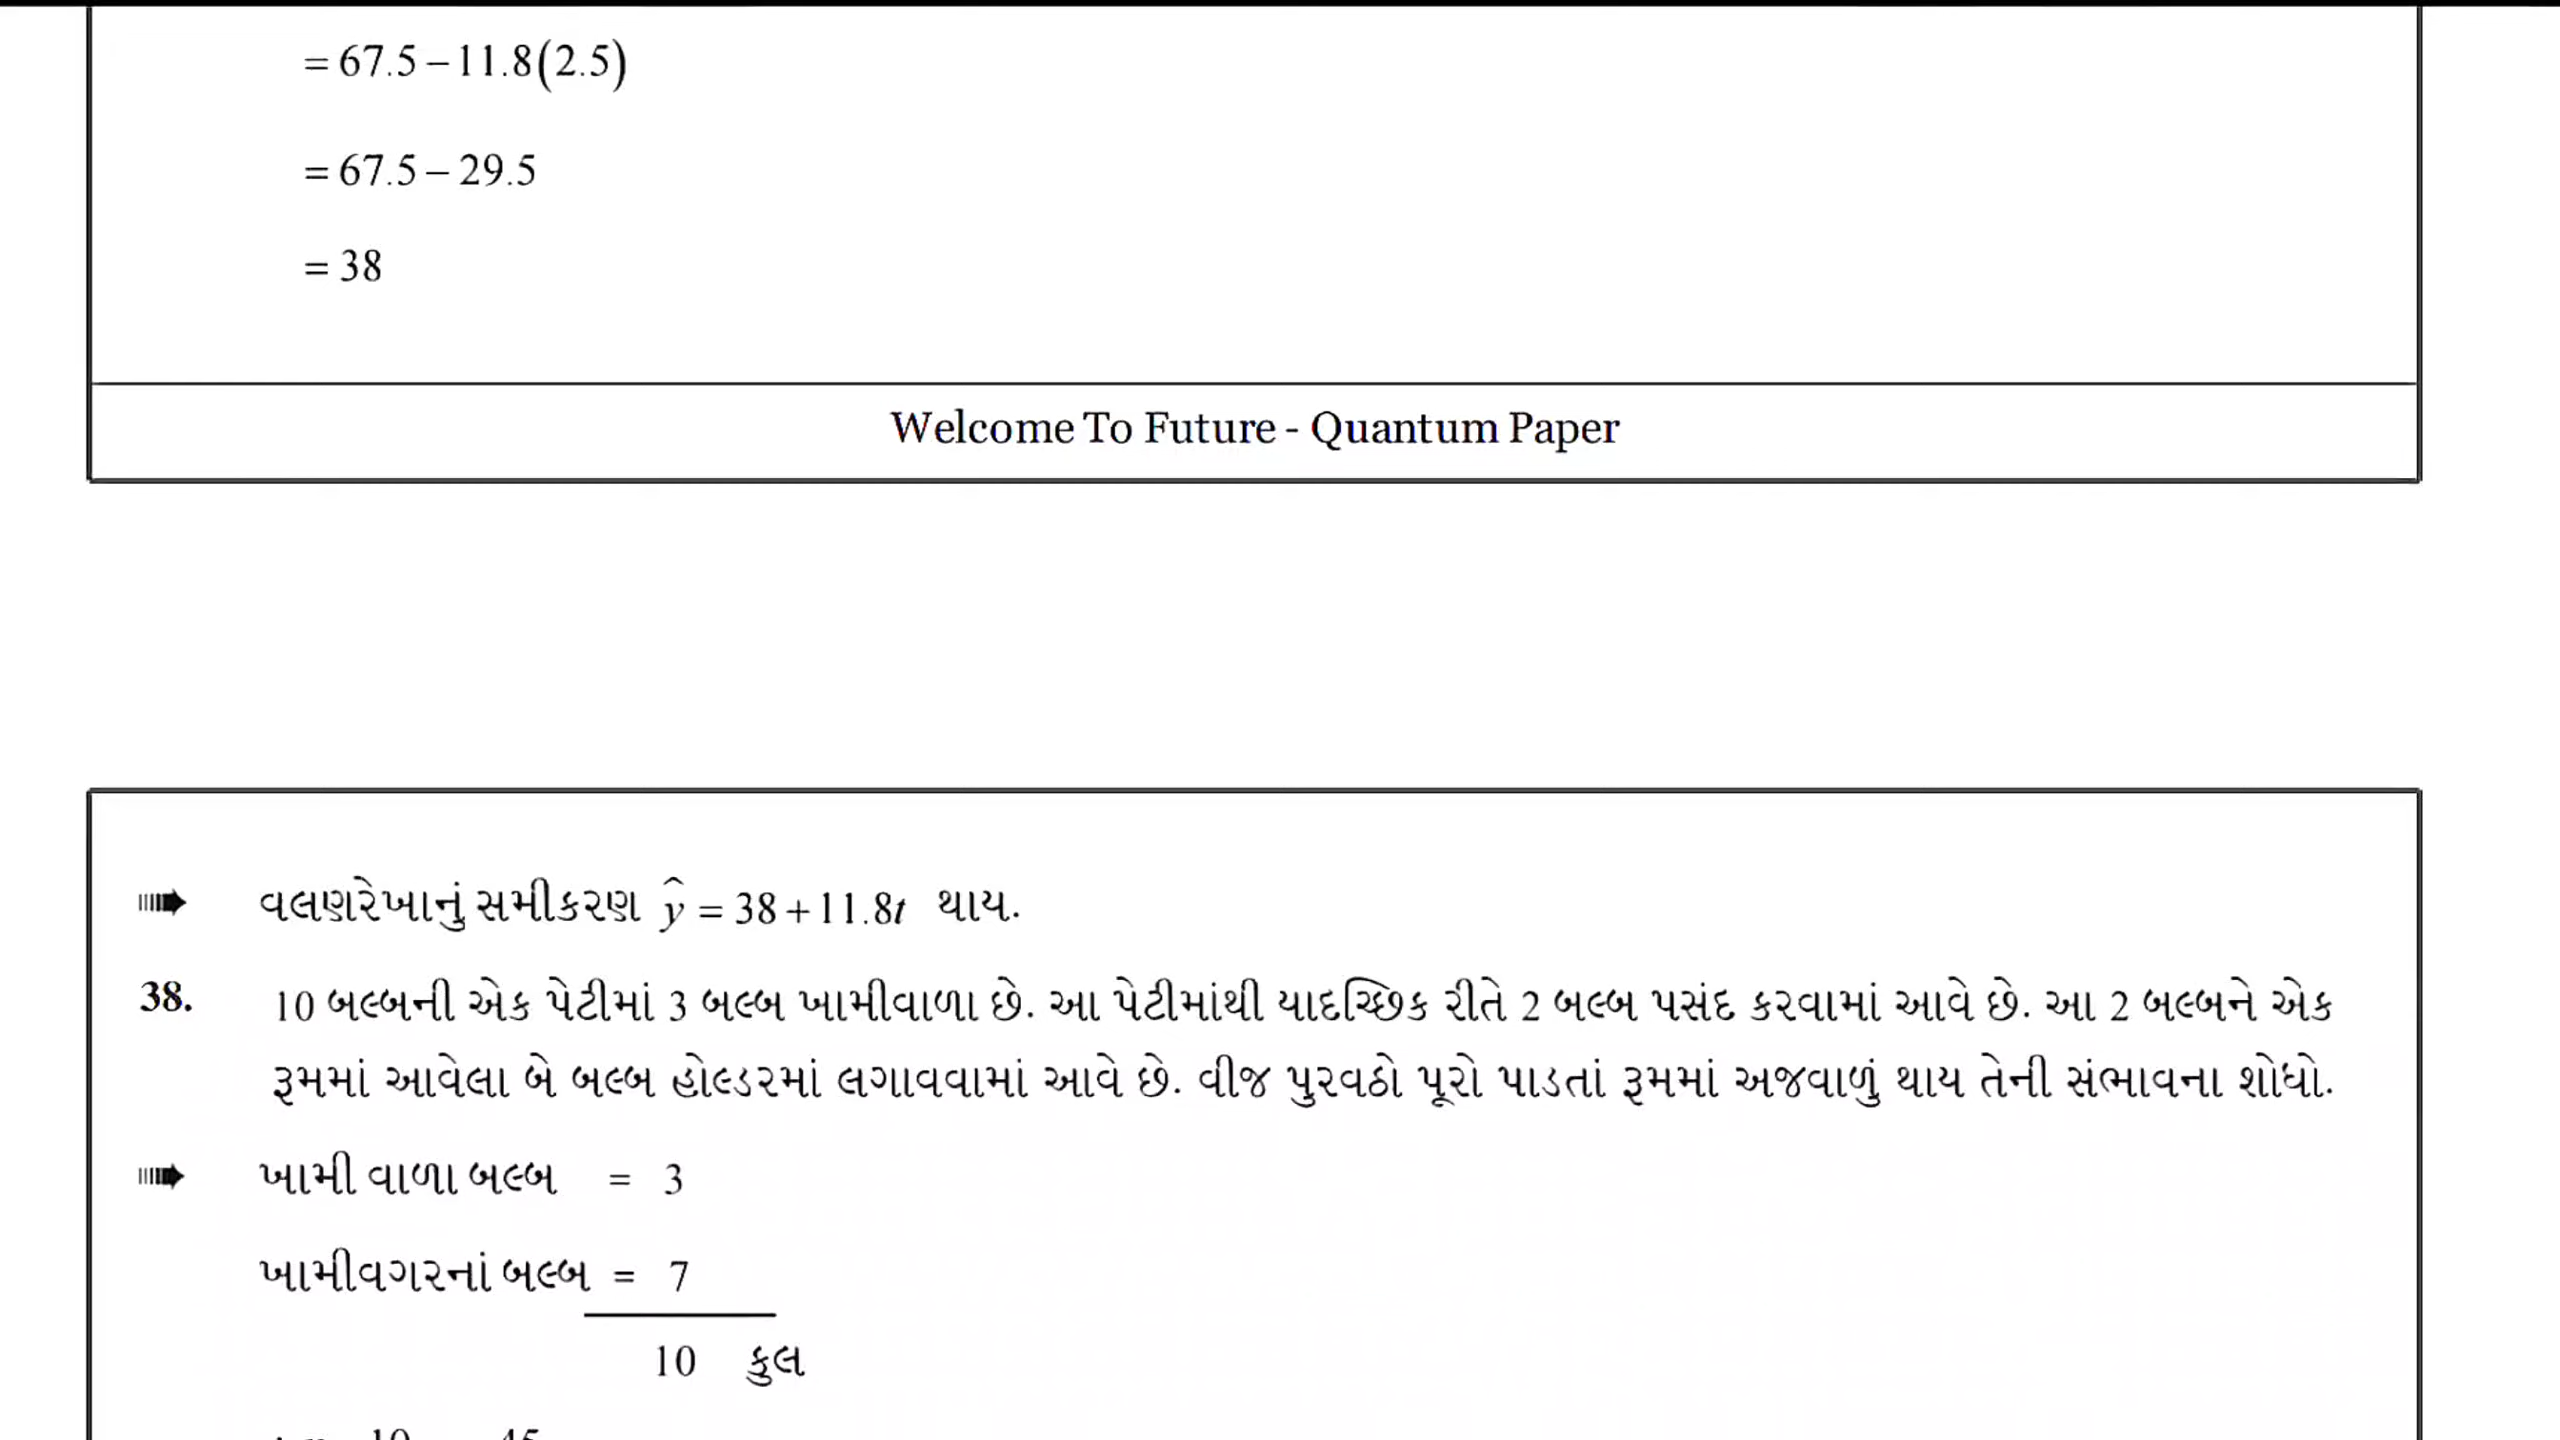 = 67.5 – 11.8(2.5)
= 67.5 – 29.5
= 38
Welcome To Future - Quantum Paper
વલણરેખાનું સમીકરણ ŷ = 38 + 11.8t થાય.
38. 10 બલ્બની એક પેટીમાં 3 બલ્બ ખામીવાળા છે. આ પેટીમાંથી યાદચ્છિક રીતે 2 બલ્બ પસંદ કરવામાં આવે છે. આ 2 બલ્બને એક
રૂમમાં આવેલા બે બલ્બ હોલ્ડરમાં લગાવવામાં આવે છે. વીજ પુરવઠો પૂરો પાડતાં રૂમમાં અજવાળું થાય તેની સંભાવના શોધો.
ખામી વાળા બલ્બ = 3
ખામીવગરનાં બલ્બ = 7
10 કુલ